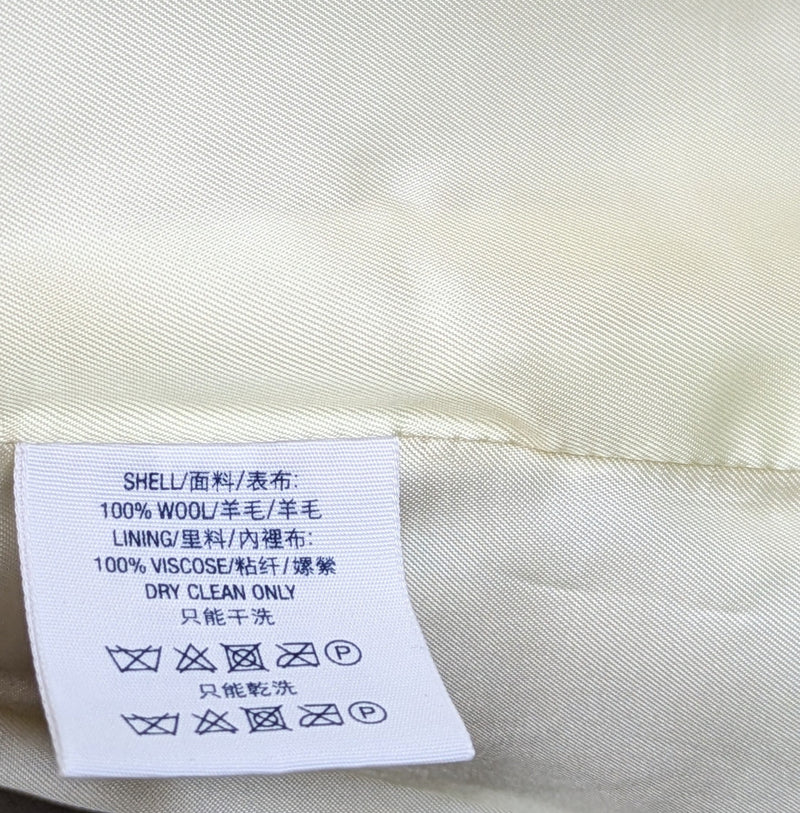 SHELL/面料/表布:
100% WOOL/羊毛/羊毛
LINING/里料/內裡布:
100% VISCOSE/粘纤/嫘縈
DRY CLEAN ONLY
只能干洗
P
只能乾洗
P